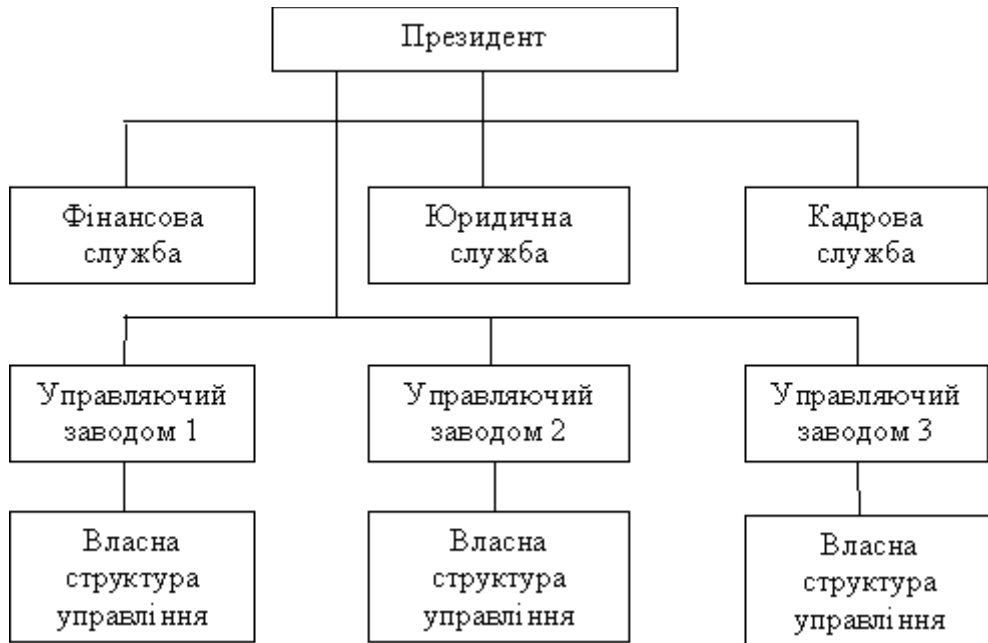 Президент
Фінансова
служба
Юридична
служба
Кадрова
служба
Управляючий
заводом 1
Управляючий
заводом 2
Управляючий
заводом 3
Власна
структура
управління
Власна
структура
управління
Власна
структура
управління